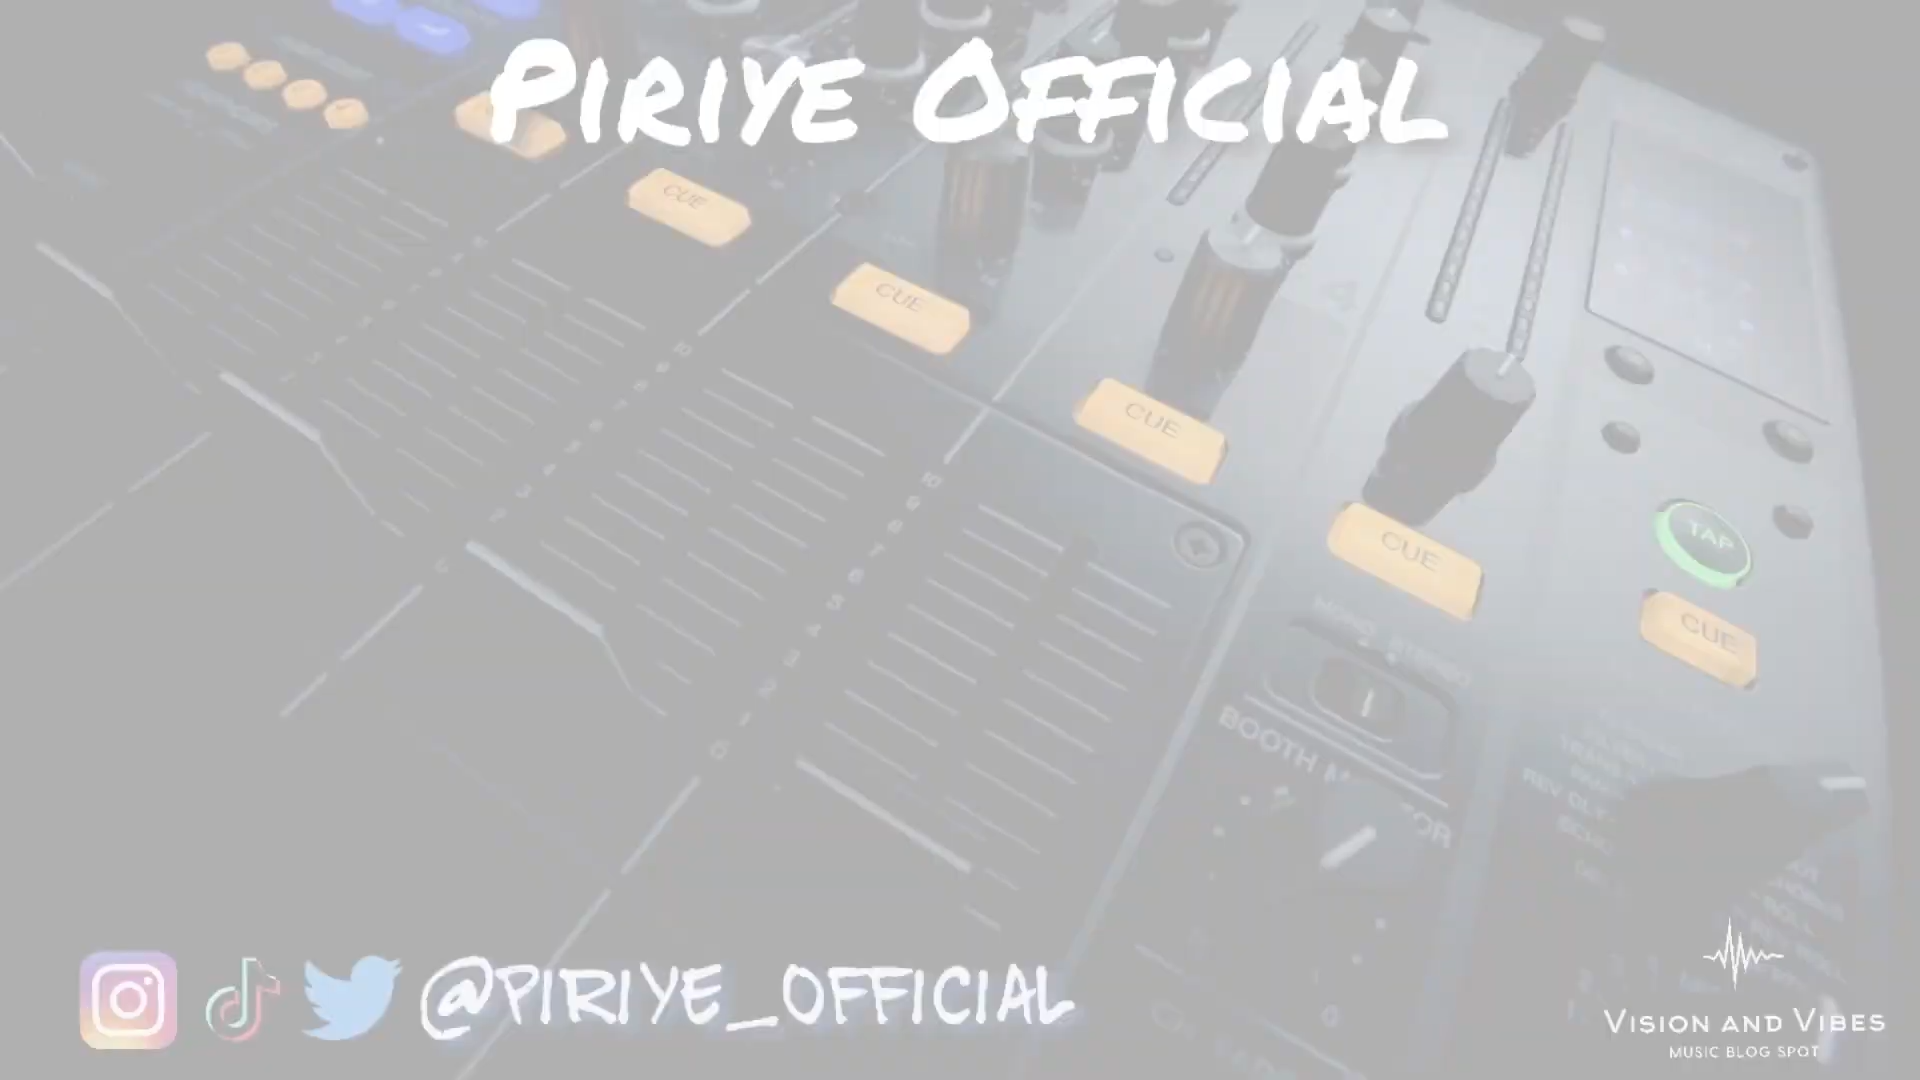 PIRIYE OFFICIAL
CUE
CUE
CUE
CUE
TAP
CUE
BOOTH
@PIRIYE_OFFICIAL
VISION AND VIBES
MUSIC BLOG SPOT